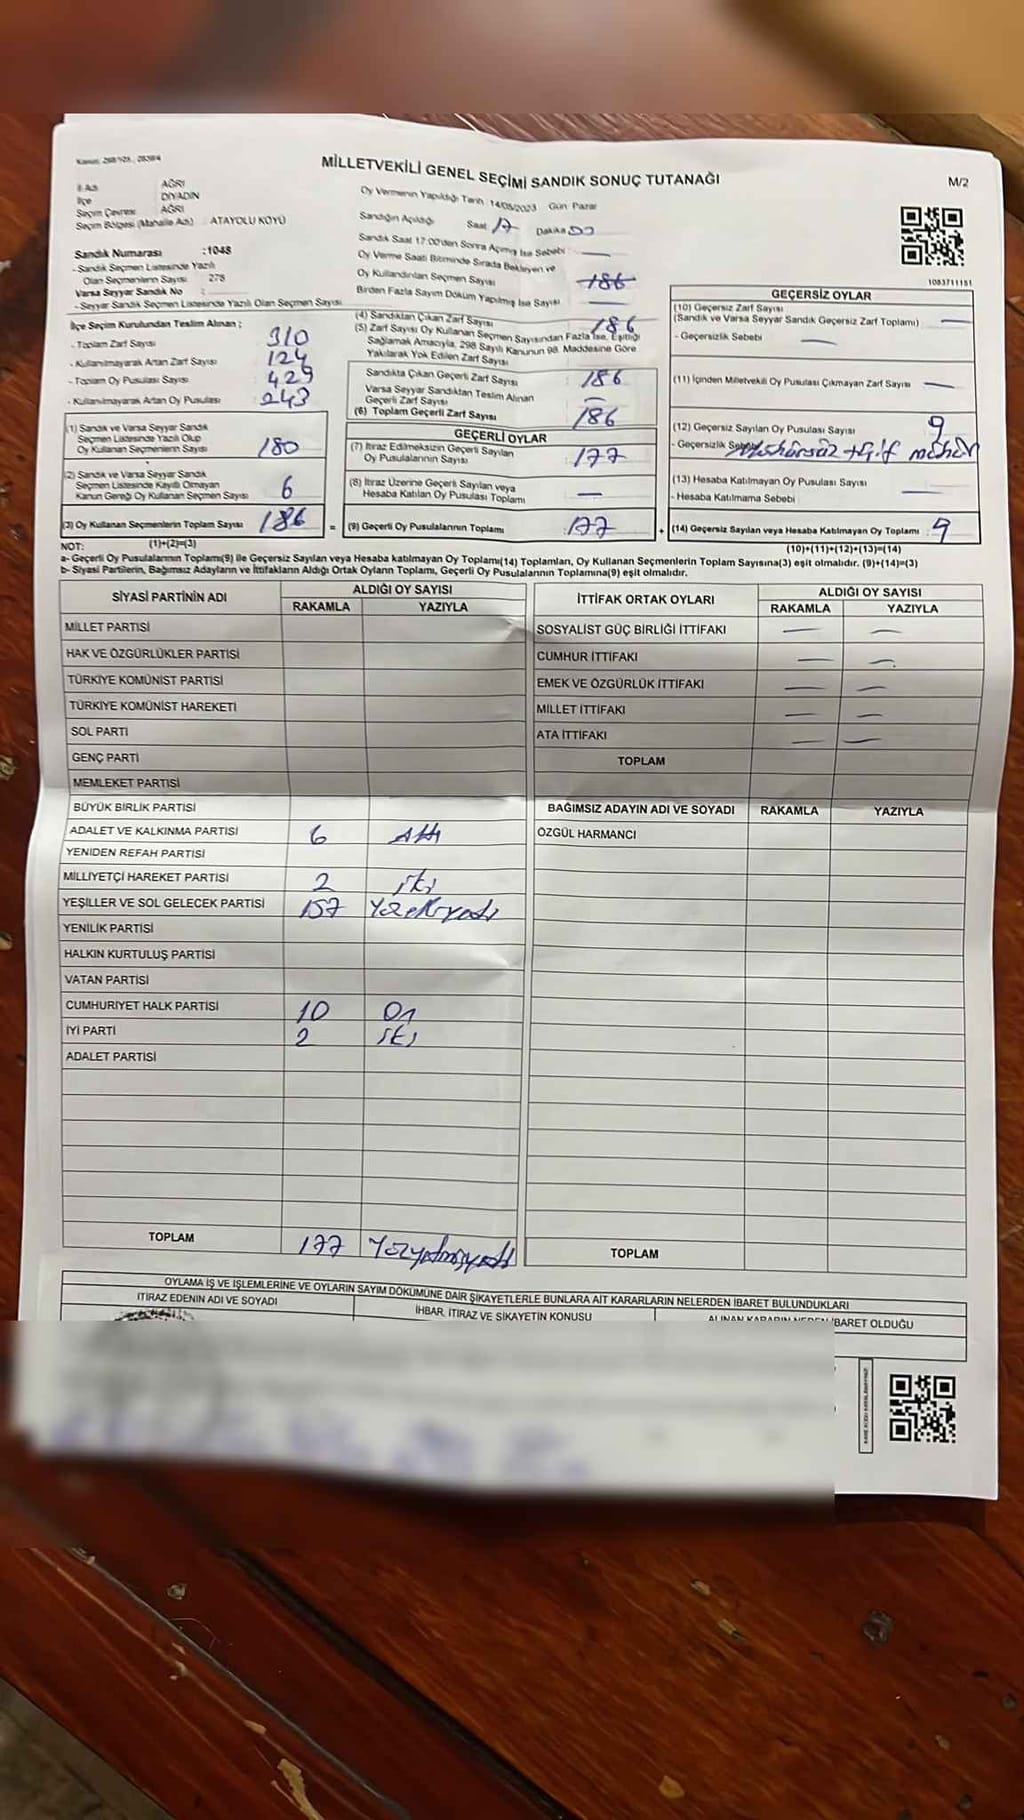 Kanun: 298/105, 2839/4
MİLLETVEKİLİ GENEL SEÇİMİ SANDIK SONUÇ TUTANAĞI
M/2
İl Adı AĞRI
İlçe DİYADİN
Seçim Çevresi AĞRI
Seçim Bölgesi (Mahalle Adı) : ATAYOLU KÖYÜ
Sandık Numarası :1048
- Sandık Seçmen Listesinde Yazılı
Olan Seçmenlerin Sayısı 278
Varsa Seyyar Sandık No :
- Seyyar Sandık Seçmen Listesinde Yazılı Olan Seçmen Sayısı
Oy Vermenin Yapıldığı Tarih : 14/05/2023 Gün: Pazar
Sandığın Açıldığı Saat 17 Dakika 00
Sandık Saat 17:00'den Sonra Açılmış İse Sebebi : —
Oy Verme Saati Bitiminde Sırada Bekleyen ve
Oy Kullandırılan Seçmen Sayısı 186
Birden Fazla Sayım Döküm Yapılmış İse Sayısı —
1083711151
İlçe Seçim Kurulundan Teslim Alınan ;
- Toplam Zarf Sayısı 310
- Kullanılmayarak Artan Zarf Sayısı 124
- Toplam Oy Pusulası Sayısı 429
- Kullanılmayarak Artan Oy Pusulası 243
(4) Sandıktan Çıkan Zarf Sayısı 186
(5) Zarf Sayısı Oy Kullanan Seçmen Sayısından Fazla İse, Eşitliği
Sağlamak Amacıyla, 298 Sayılı Kanunun 98. Maddesine Göre
Yakılarak Yok Edilen Zarf Sayısı
Sandıkta Çıkan Geçerli Zarf Sayısı 186
Varsa Seyyar Sandıktan Teslim Alınan
Geçerli Zarf Sayısı —
(6) Toplam Geçerli Zarf Sayısı 186
GEÇERSİZ OYLAR
(10) Geçersiz Zarf Sayısı
(Sandık ve Varsa Seyyar Sandık Geçersiz Zarf Toplamı) —
- Geçersizlik Sebebi —
(11) İçinden Milletvekili Oy Pusulası Çıkmayan Zarf Sayısı —
(12) Geçersiz Sayılan Oy Pusulası Sayısı 9
- Geçersizlik
(13) Hesaba Katılmayan Oy Pusulası Sayısı —
- Hesaba Katılmama Sebebi
(14) Geçersiz Sayılan veya Hesaba Katılmayan Oy Toplamı : 9
(10)+(11)+(12)+(13)=(14)
(1) Sandık ve Varsa Seyyar Sandık
Seçmen Listesinde Yazılı Olup
Oy Kullanan Seçmenlerin Sayısı 180
(2) Sandık ve Varsa Seyyar Sandık
Seçmen Listesinde Kayıtlı Olmayan
Kanun Gereği Oy Kullanan Seçmen Sayısı 6
(3) Oy Kullanan Seçmenlerin Toplam Sayısı 186 =
(1)+(2)=(3)
GEÇERLİ OYLAR
(7) İtiraz Edilmeksizin Geçerli Sayılan
Oy Pusulalarının Sayısı 177
(8) İtiraz Üzerine Geçerli Sayılan veya
Hesaba Katılan Oy Pusulası Toplamı —
(9) Geçerli Oy Pusulalarının Toplamı 177 +
NOT:
a- Geçerli Oy Pusulalarının Toplamı(9) ile Geçersiz Sayılan veya Hesaba katılmayan Oy Toplamı(14) Toplamları, Oy Kullanan Seçmenlerin Toplam Sayısına(3) eşit olmalıdır. (9)+(14)=(3)
b- Siyasi Partilerin, Bağımsız Adayların ve İttifakların Aldığı Ortak Oyların Toplamı, Geçerli Oy Pusulalarının Toplamına(9) eşit olmalıdır.
SİYASİ PARTİNİN ADI ALDIĞI OY SAYISI
RAKAMLA YAZIYLA
MİLLET PARTİSİ
HAK VE ÖZGÜRLÜKLER PARTİSİ
TÜRKİYE KOMÜNİST PARTİSİ
TÜRKİYE KOMÜNİST HAREKETİ
SOL PARTİ
GENÇ PARTİ
MEMLEKET PARTİSİ
BÜYÜK BİRLİK PARTİSİ
ADALET VE KALKINMA PARTİSİ 6 Altı
YENİDEN REFAH PARTİSİ
MİLLİYETÇİ HAREKET PARTİSİ 2 iki
YEŞİLLER VE SOL GELECEK PARTİSİ 157 Yüzelliyedi
YENİLİK PARTİSİ
HALKIN KURTULUŞ PARTİSİ
VATAN PARTİSİ
CUMHURİYET HALK PARTİSİ 10 On
İYİ PARTİ 2 iki
ADALET PARTİSİ
TOPLAM 177 Yüzyetmişyedi
İTTİFAK ORTAK OYLARI ALDIĞI OY SAYISI
RAKAMLA YAZIYLA
SOSYALİST GÜÇ BİRLİĞİ İTTİFAKI — —
CUMHUR İTTİFAKI — —
EMEK VE ÖZGÜRLÜK İTTİFAKI — —
MİLLET İTTİFAKI — —
ATA İTTİFAKI — —
TOPLAM
BAĞIMSIZ ADAYIN ADI VE SOYADI RAKAMLA YAZIYLA
ÖZGÜL HARMANCI
TOPLAM
OYLAMA İŞ VE İŞLEMLERİNE VE OYLARIN SAYIM DÖKÜMÜNE DAİR ŞİKAYETLERLE BUNLARA AİT KARARLARIN NELERDEN İBARET BULUNDUKLARI
İTİRAZ EDENİN ADI VE SOYADI
İHBAR, İTİRAZ VE ŞİKAYETİN KONUSU
ALINAN KARARIN NEDEN İBARET OLDUĞU